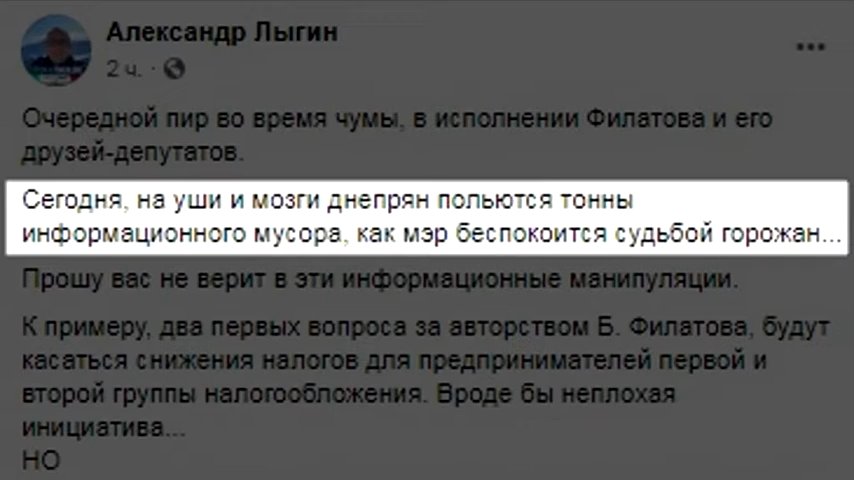 Александр Лыгин
2 ч.
Очередной пир во время чумы, в исполнении Филатова и его
друзей-депутатов.
Сегодня, на уши и мозги днепрян польются тонны
информационного мусора, как мэр беспокоится судьбой горожан...
Прошу вас не верит в эти информационные манипуляции.
К примеру, два первых вопроса за авторством Б. Филатова, будут
касаться снижения налогов для предпринимателей первой и
второй группы налогообложения. Вроде бы неплохая
инициатива...
НО